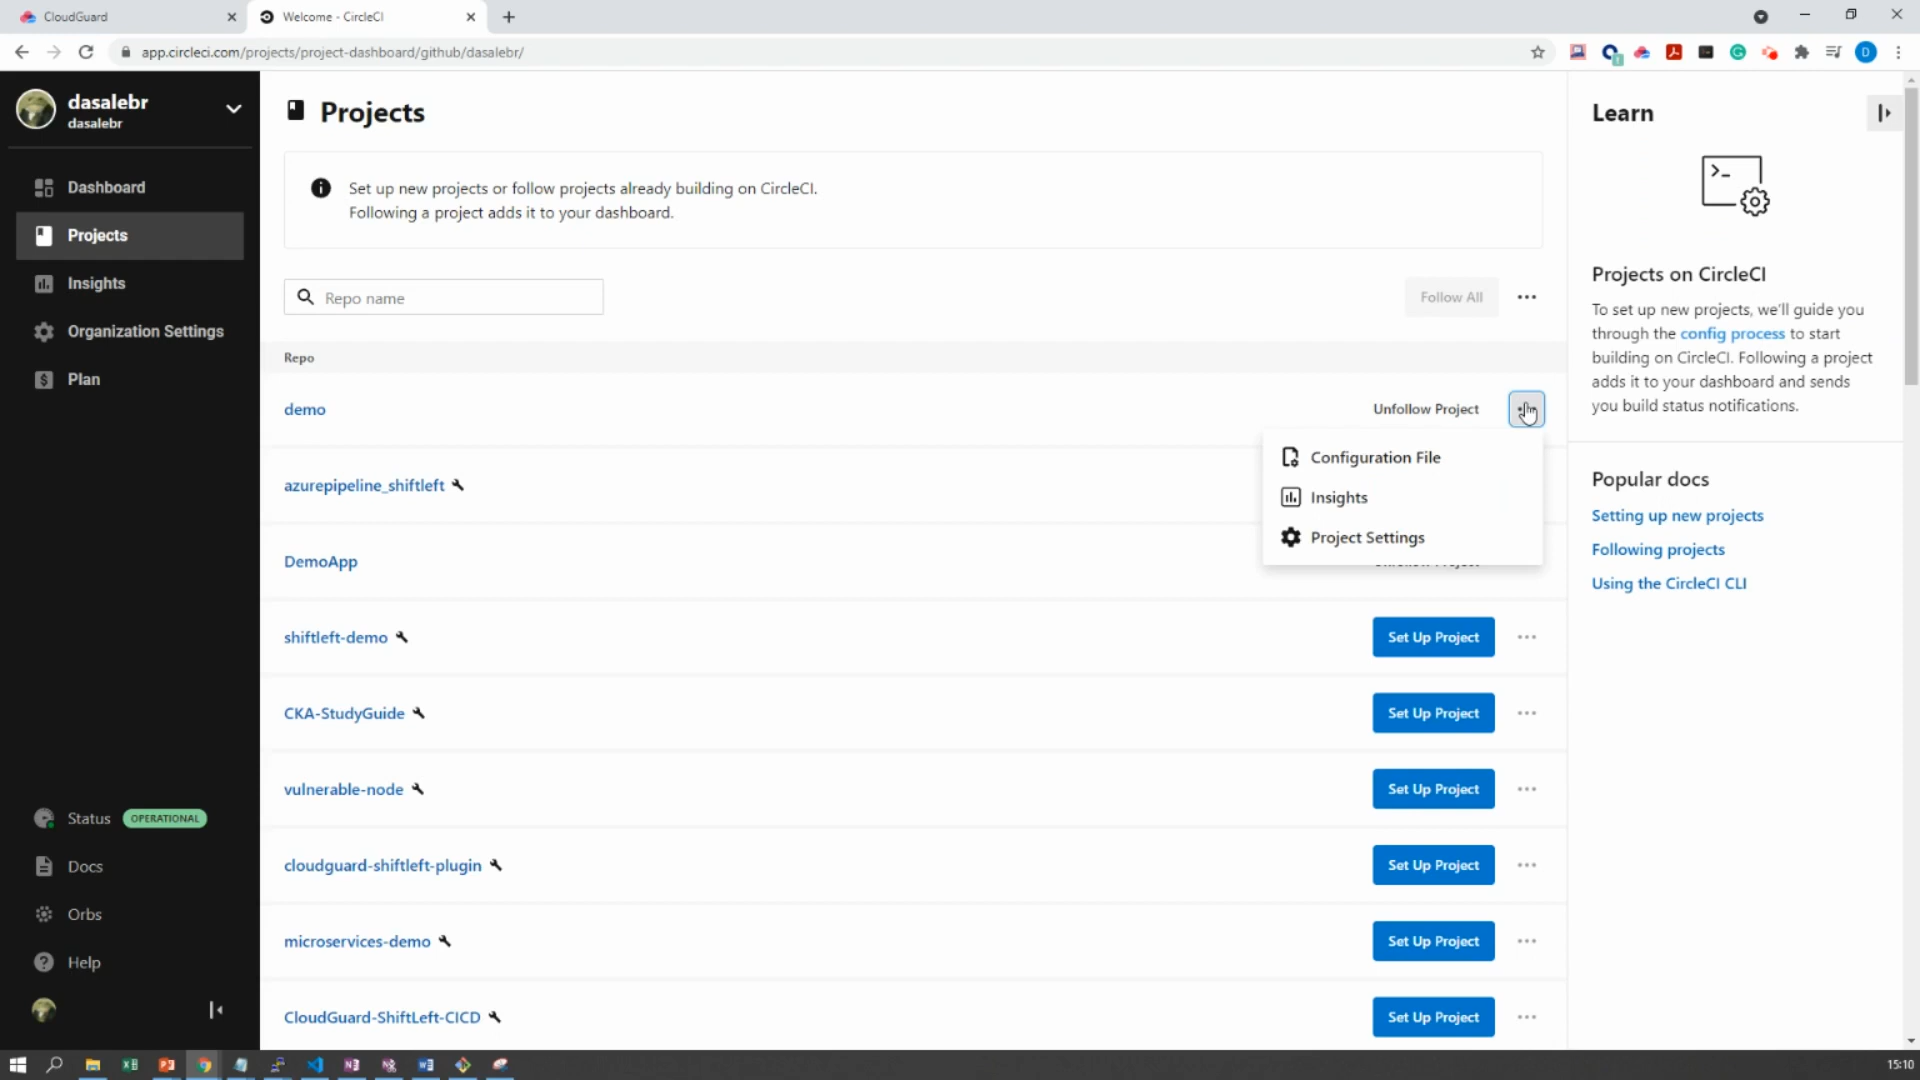 CloudGuard
Welcome - CircleCI
app.circleci.com/projects/project-dashboard/github/dasalebr/
D
dasalebr
dasalebr
Dashboard
Projects
Insights
Organization Settings
Plan
Status OPERATIONAL
Docs
Orbs
Help
Projects
Set up new projects or follow projects already building on CircleCI.
Following a project adds it to your dashboard.
Repo name
Follow All
Repo
demo
Unfollow Project
Configuration File
Insights
Project Settings
azurepipeline_shiftleft
DemoApp
Unfollow Project
shiftleft-demo
Set Up Project
CKA-StudyGuide
Set Up Project
vulnerable-node
Set Up Project
cloudguard-shiftleft-plugin
Set Up Project
microservices-demo
Set Up Project
CloudGuard-ShiftLeft-CICD
Set Up Project
Learn
Projects on CircleCI
To set up new projects, we'll guide you
through the config process to start
building on CircleCI. Following a project
adds it to your dashboard and sends
you build status notifications.
Popular docs
Setting up new projects
Following projects
Using the CircleCI CLI
15:10